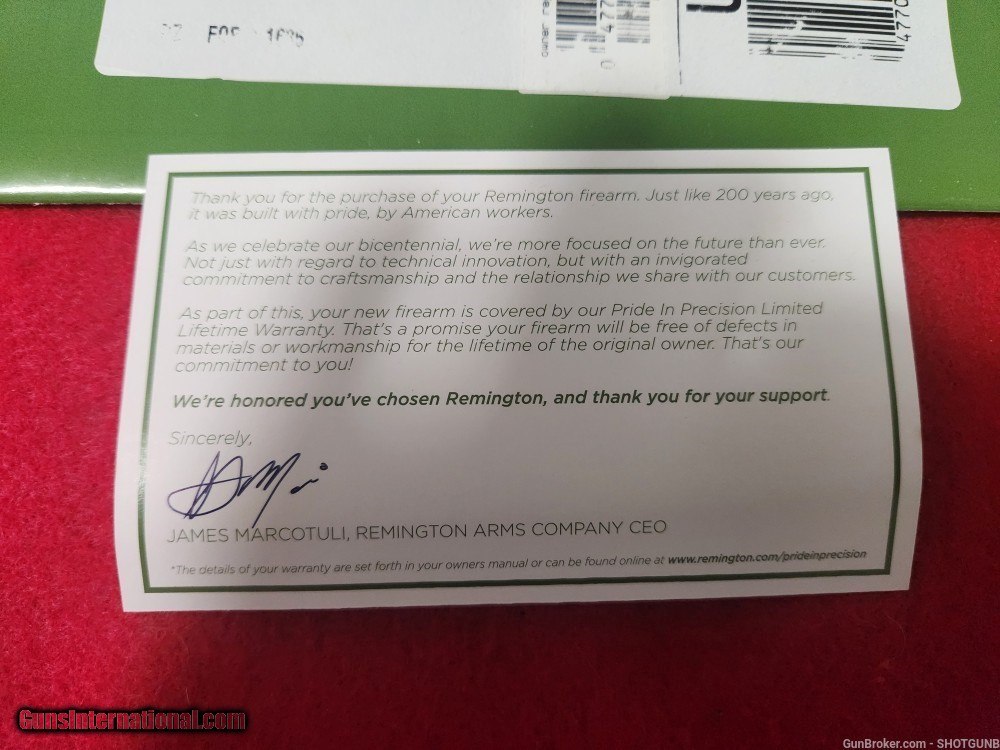 owner re
477
0
4770
Thank you for the purchase of your Remington firearm. Just like 200 years ago,
it was built with pride, by American workers.
As we celebrate our bicentennial, we're more focused on the future than ever.
Not just with regard to technical innovation, but with an invigorated
commitment to craftsmanship and the relationship we share with our customers.
As part of this, your new firearm is covered by our Pride In Precision Limited
Lifetime Warranty. That's a promise your firearm will be free of defects in
materials or workmanship for the lifetime of the original owner. That's our
commitment to you!
We're honored you've chosen Remington, and thank you for your support.
Sincerely,
JAMES MARCOTULI, REMINGTON ARMS COMPANY CEO
*The details of your warranty are set forth in your owners manual or can be found online at www.remington.com/prideinprecision
GunsInternational.com
GunBroker.com - SHOTGUNB